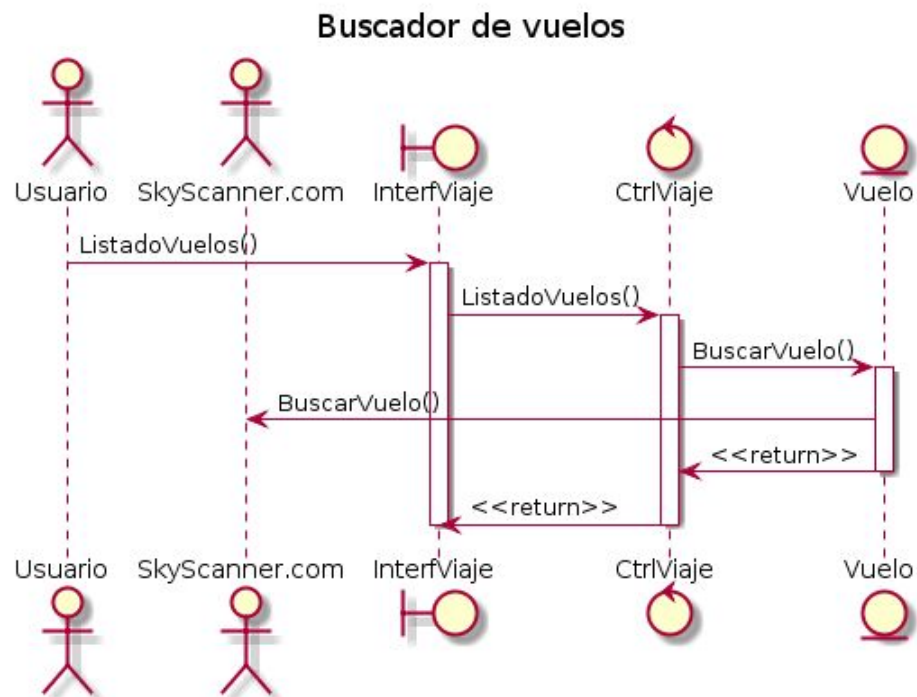 Buscador de vuelos
Usuario SkyScanner.com InterfViaje CtrlViaje Vuelo
ListadoVuelos()
ListadoVuelos()
BuscarVuelo()
BuscarVuelo()
<<return>>
<<return>>
Usuario SkyScanner.com InterfViaje CtrlViaje Vuelo